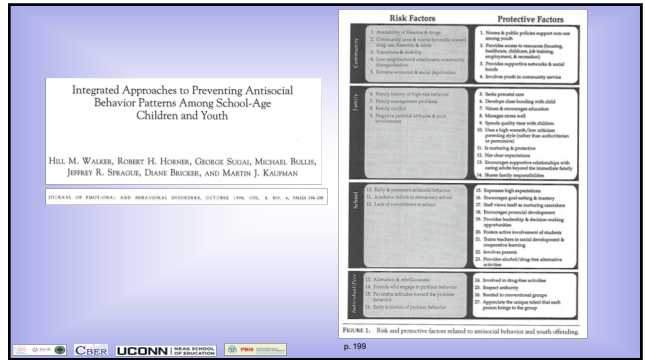 Integrated Approaches to Preventing Antisocial
Behavior Patterns Among School-Age
Children and Youth
HILL M. WALKER, ROBERT H. HORNER, GEORGE SUGAI, MICHAEL BULLIS,
JEFFREY R. SPRAGUE, DIANE BRICKER, AND MARTIN J. KAUFMAN
JOURNAL OF EMOTIONAL AND BEHAVIORAL DISORDERS, OCTOBER
Risk Factors
Protective Factors
Community
1. Availability of firearms & drugs
2. Community laws & norms favorable toward
drug use, firearms, & crime
3. Transitions & mobility
4. Low neighborhood attachment, community
disorganization
5. Extreme economic & social deprivation
1. Norms & public policies support non-use
among youth
2. Provides access to resources (housing,
healthcare, childcare, job training,
employment, & recreation)
3. Provides supportive networks & social
bonds
4. Involves youth in community service
Family
6. Family history of high-risk behavior
7. Family management problems
8. Family conflict
9. Negative parental attitudes & poor
involvement
5. Seeks prenatal care
6. Develops close bonding with child
7. Values & encourages education
8. Manages stress well
9. Spends quality time with children
10. Uses a high warmth/low criticism
parenting style (rather than authoritarian
or permissive)
11. Is nurturing & protective
12. Has clear expectations
13. Encourages supportive relationships with
caring adults beyond the immediate family
14. Shares family responsibilities
School
10. Early & persistent antisocial behavior
11. Academic failure in elementary school
12. Lack of commitment to school
15. Expresses high expectations
16. Encourages goal-setting & mastery
17. Staff views itself as nurturing caretakers
18. Encourages prosocial development
19. Provides leadership & decision-making
opportunities
20. Fosters active involvement of students
21. Trains teachers in social development &
cooperative learning
22. Involves parents
23. Provides alcohol/drug-free alternative
activities
Individual/Peer
13. Alienation & rebelliousness
14. Friends who engage in problem behavior
15. Favorable attitudes toward the problem
behavior
16. Early initiation of problem behavior
24. Involved in drug-free activities
25. Respect authority
26. Bonded to conventional groups
27. Appreciate the unique talent that each
person brings to the group
FIGURE 1. Risk and protective factors related to antisocial behavior and youth offending.
p. 199
CBER
UCONN
NEAG SCHOOL
OF EDUCATION
PBIS